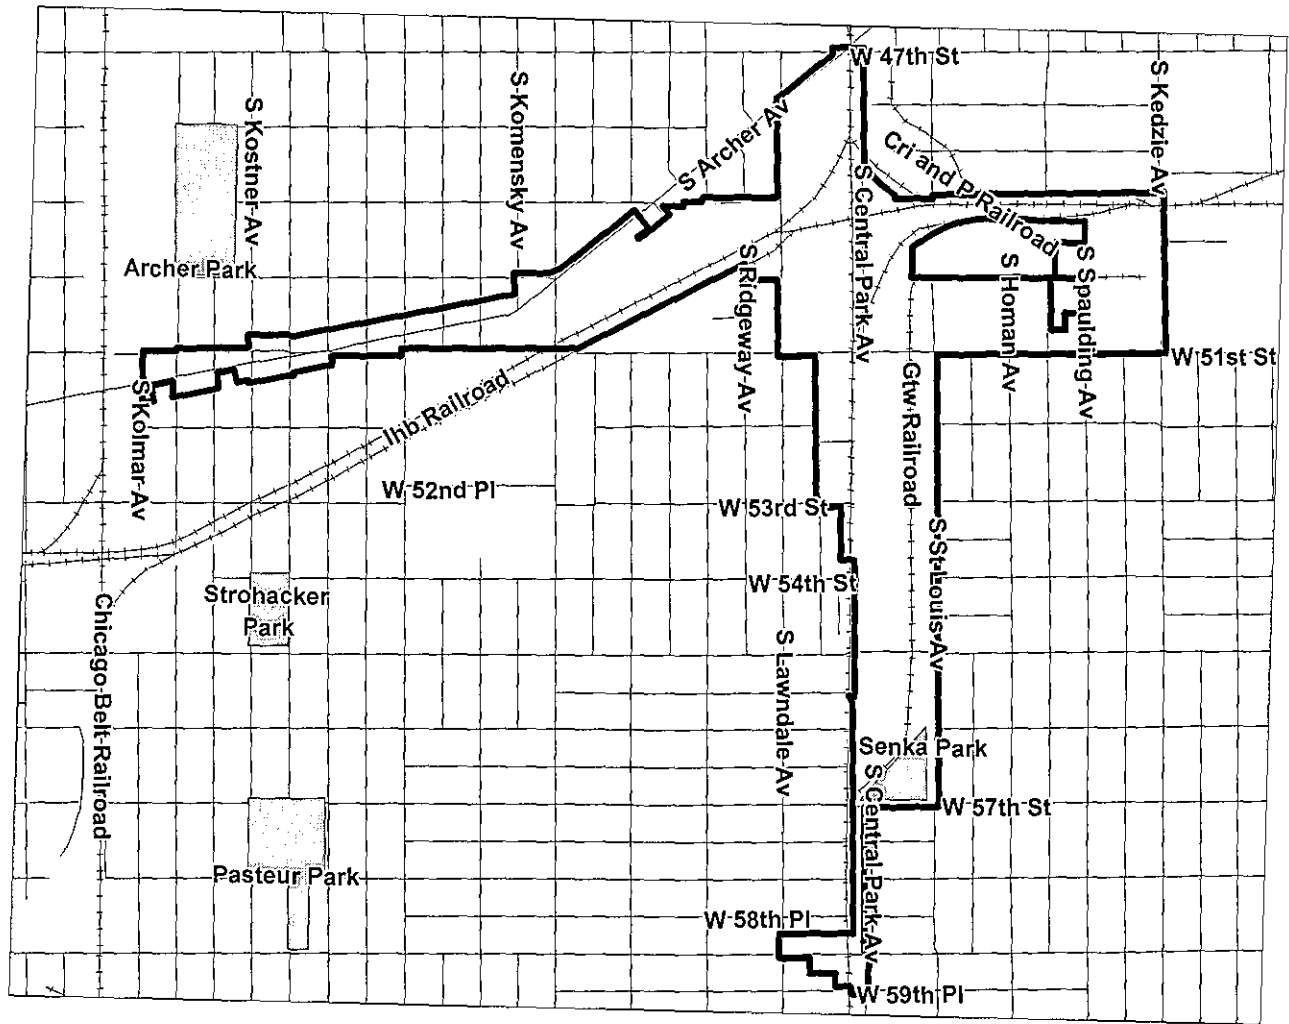 W 47th St
S Kedzie Av
S Komensky Av
S Kostner Av
S Archer Av
Cri and P Railroad
S Central Park Av
Archer Park
S Ridgeway Av
S Homan Av
S Spaulding Av
W 51st St
S Kolmar Av
Ihb Railroad
Gtw Railroad
W 52nd Pl
W 53rd St
S St Louis Av
W 54th St
Strohacker
Park
Chicago Belt Railroad
S Lawndale Av
Senka Park
S Central Park Av
W 57th St
Pasteur Park
W 58th Pl
W 59th Pl